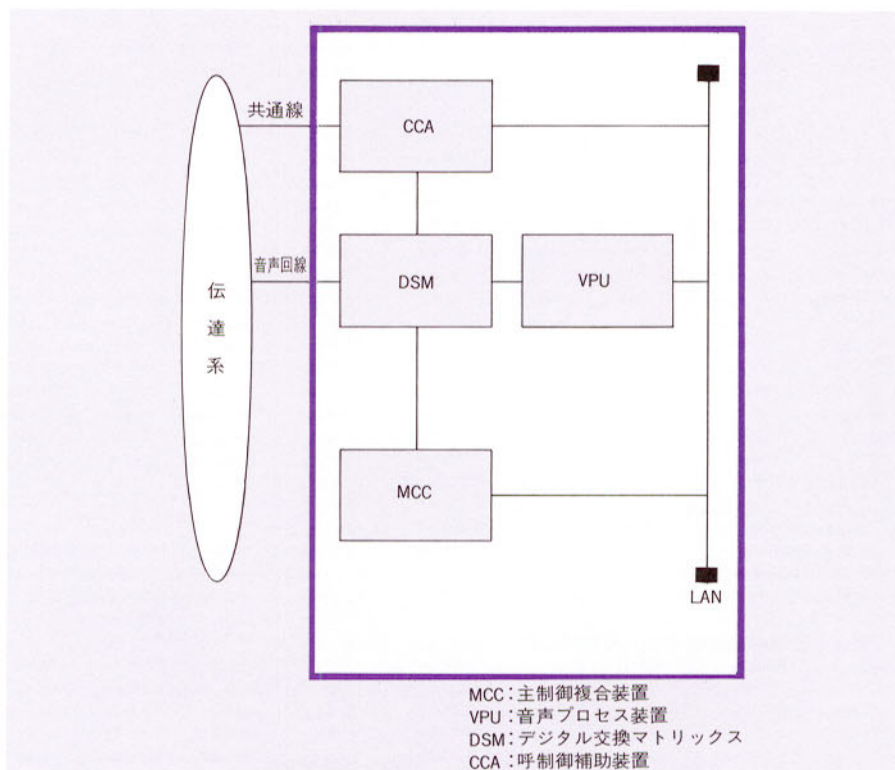 共通線
CCA
音声回線
DSM
VPU
伝達系
MCC
LAN
MCC：主制御複合装置
VPU：音声プロセス装置
DSM：デジタル交換マトリックス
CCA：呼制御補助装置